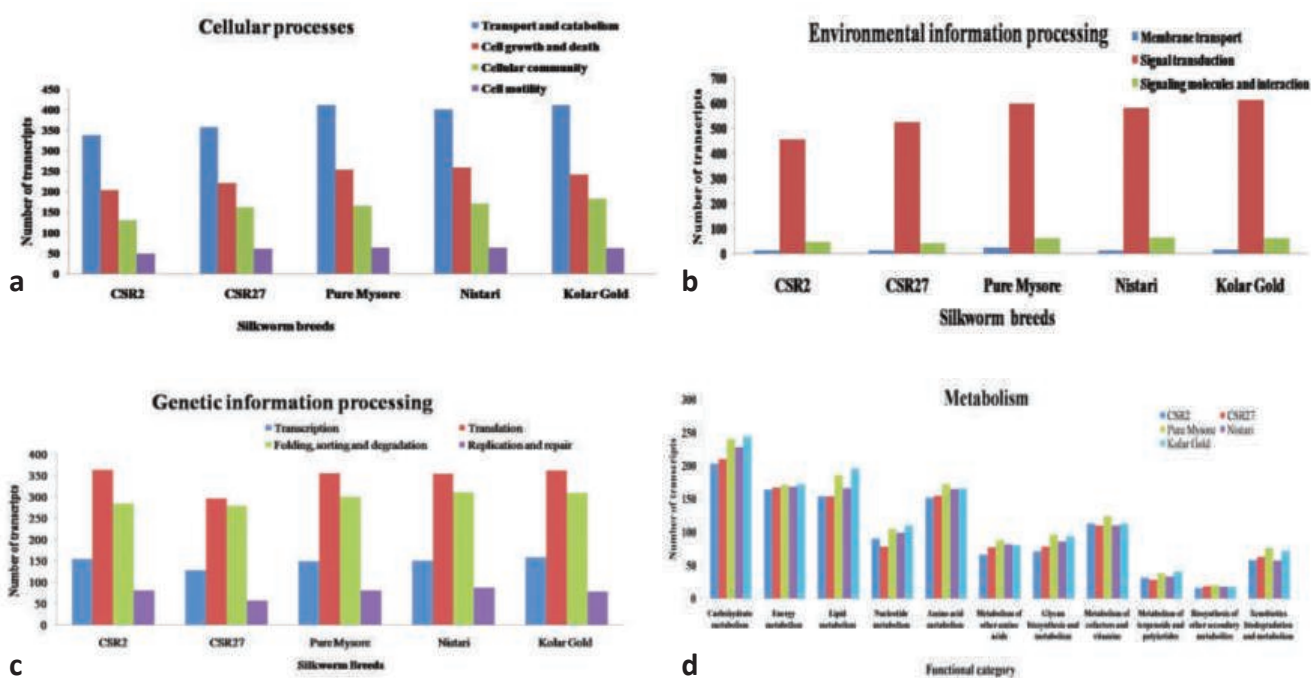 Cellular processes
Transport and catabolism
Cell growth and death
Cellular community
Cell motility
450
400
350
300
250
200
150
100
50
0
Number of transcripts
CSR2 CSR27 Pure Mysore Nistari Kolar Gold
Silkworm breeds
a
Environmental information processing
Membrane transport
Signal transduction
Signaling molecules and interaction
700
600
500
400
300
200
100
0
Number of transcripts
CSR2 CSR27 Pure Mysore Nistari Kolar Gold
Silkworm breeds
b
Genetic information processing
Transcription Translation
Folding, sorting and degradation Replication and repair
400
350
300
250
200
150
100
50
0
Number of transcripts
CSR2 CSR27 Pure Mysore Nistari Kolar Gold
Silkworm Breeds
c
Metabolism
CSR2 CSR27
Pure Mysore Nistari
Kolar Gold
300
250
200
150
100
50
0
Number of transcripts
Carbohydrate metabolism
Energy metabolism
Lipid metabolism
Nucleotide metabolism
Amino acid metabolism
Metabolism of other amino acids
Glycan biosynthesis and metabolism
Metabolism of cofactors and vitamins
Metabolism of terpenoids and polyketides
Biosynthesis of other secondary metabolites
Xenobiotics biodegradation and metabolism
Functional category
d